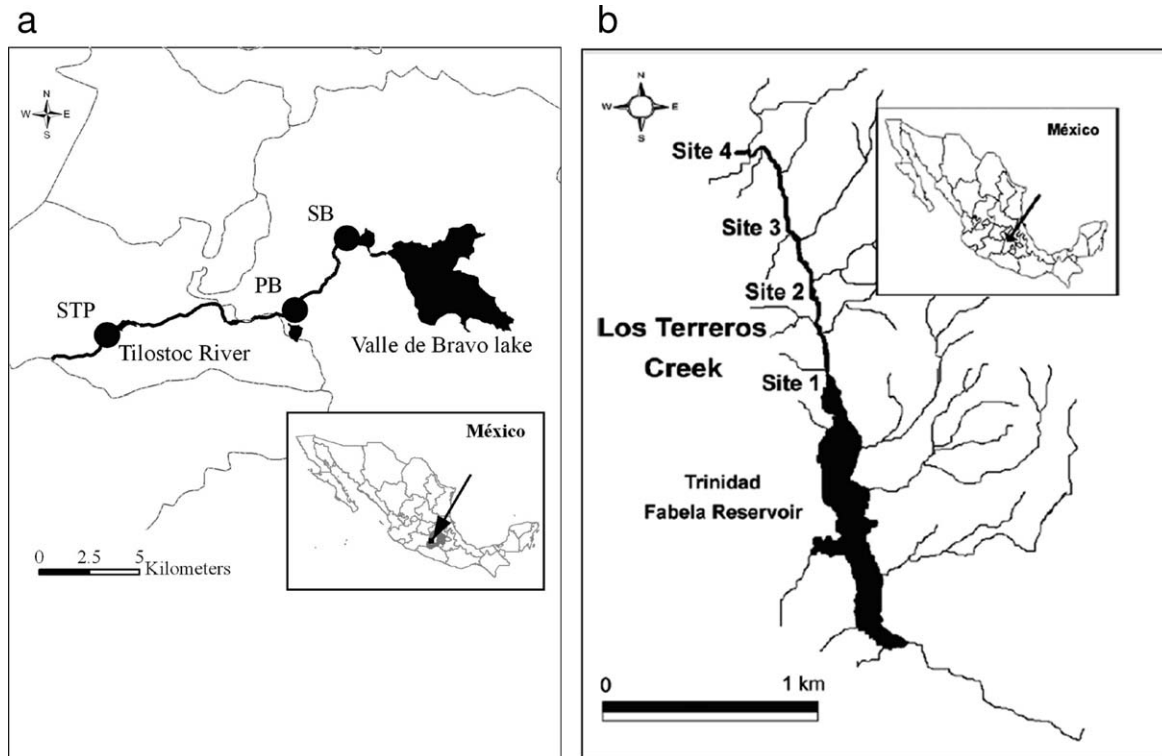 a
N
W E
S
SB
PB
STP
Tilostoc River
Valle de Bravo lake
México
0 2.5 5
Kilometers
b
N
W E
S
México
Site 4
Site 3
Site 2
Los Terreros
Creek
Site 1
Trinidad
Fabela Reservoir
0 1 km